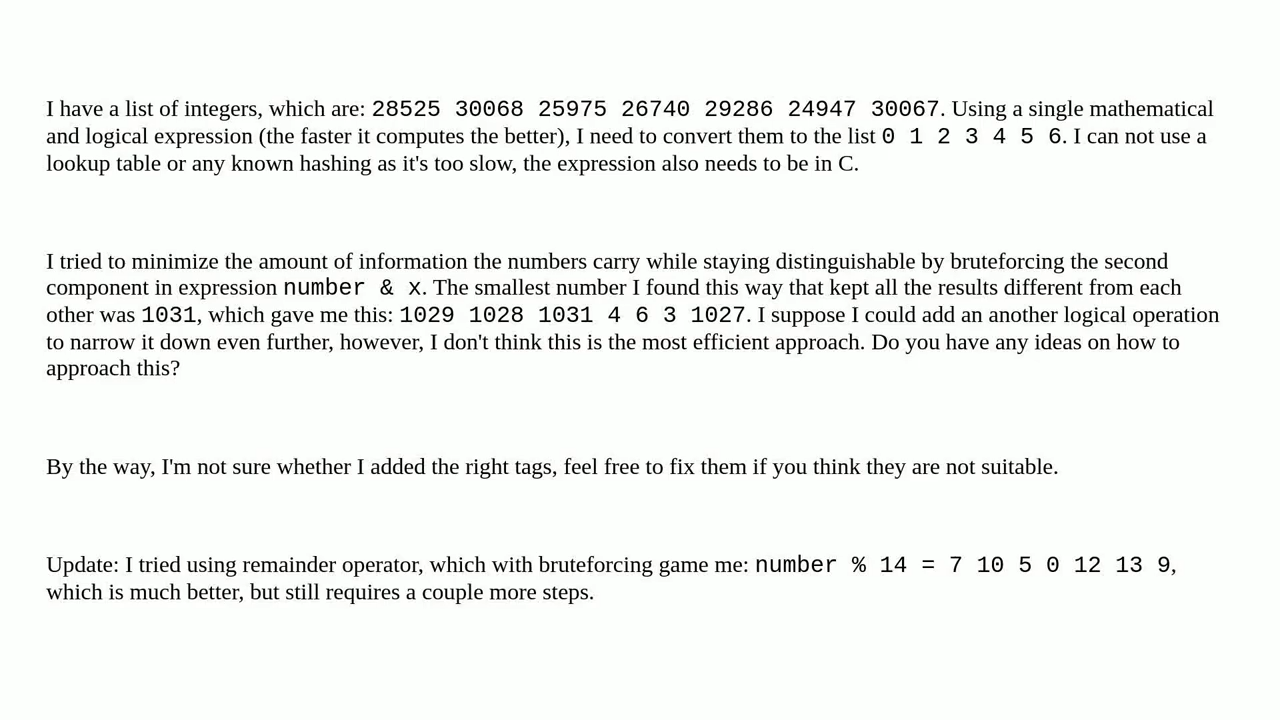 I have a list of integers, which are: 28525 30068 25975 26740 29286 24947 30067. Using a single mathematical
and logical expression (the faster it computes the better), I need to convert them to the list 0 1 2 3 4 5 6. I can not use a
lookup table or any known hashing as it's too slow, the expression also needs to be in C.
I tried to minimize the amount of information the numbers carry while staying distinguishable by bruteforcing the second
component in expression number & x. The smallest number I found this way that kept all the results different from each
other was 1031, which gave me this: 1029 1028 1031 4 6 3 1027. I suppose I could add an another logical operation
to narrow it down even further, however, I don't think this is the most efficient approach. Do you have any ideas on how to
approach this?
By the way, I'm not sure whether I added the right tags, feel free to fix them if you think they are not suitable.
Update: I tried using remainder operator, which with bruteforcing game me: number % 14 = 7 10 5 0 12 13 9,
which is much better, but still requires a couple more steps.